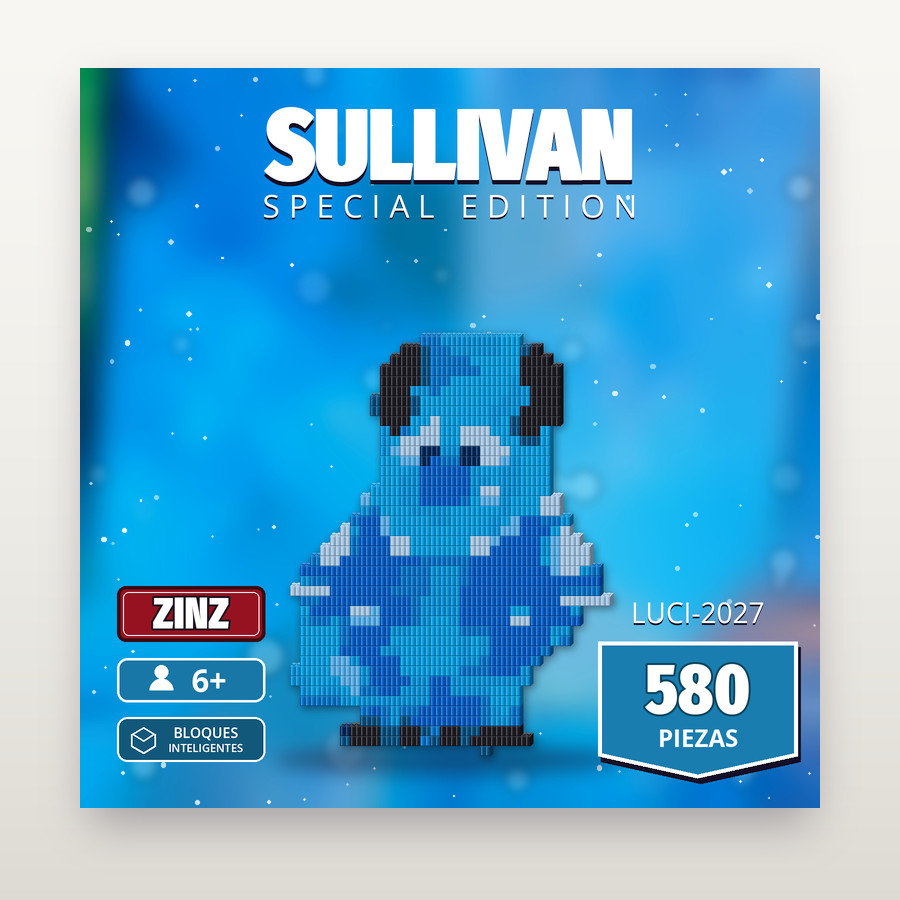 SULLIVAN
SPECIAL EDITION
ZINZ
6+
BLOQUES
INTELIGENTES
LUCI-2027
580
PIEZAS